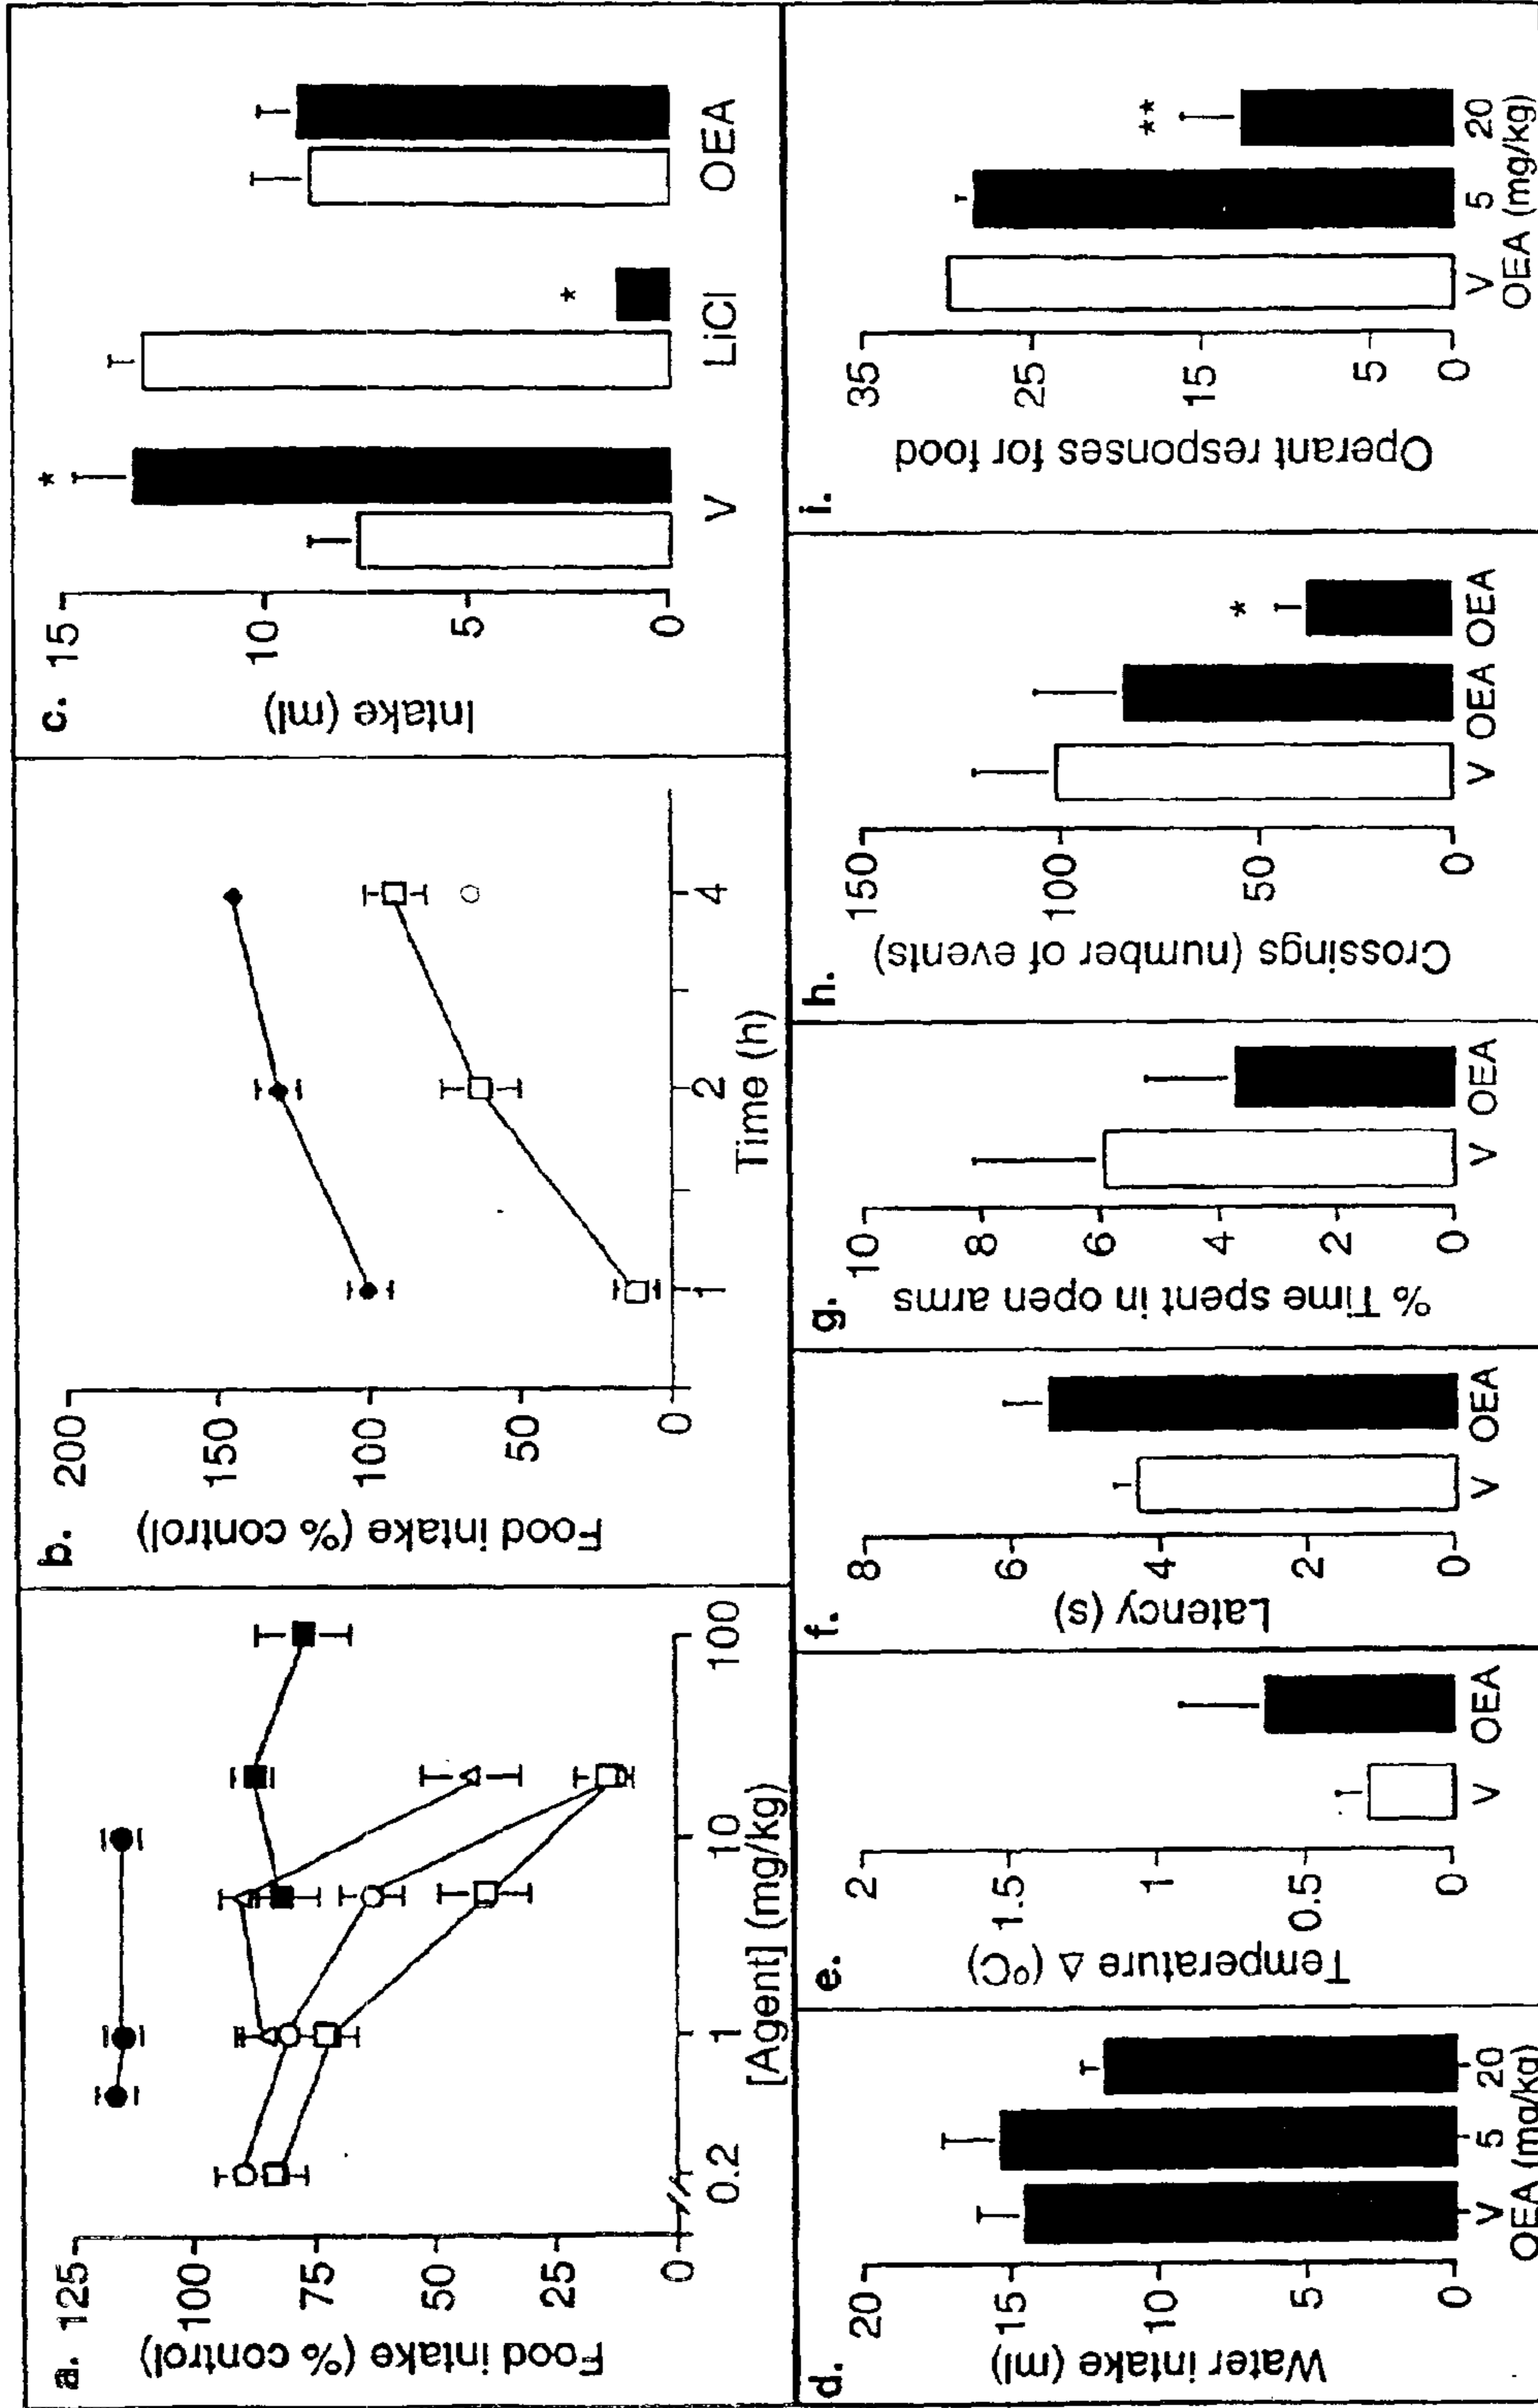 a.
Food intake (% control)
125
100
75
50
25
0
0.2
1
10
100
[Agent] (mg/kg)
b.
Food intake (% control)
200
150
100
50
0
1
2
4
Time (h)
c.
Intake (ml)
15
10
5
0
*
*
V
LiCl
OEA
d.
Water intake (ml)
20
15
10
5
0
V
5
20
OEA (mg/kg)
e.
Temperature Δ (ºC)
2
1.5
1
0.5
0
V
OEA
f.
Latency (s)
8
6
4
2
0
V
OEA
g.
% Time spent in open arms
10
8
6
4
2
0
V
OEA
h.
Crossings (number of events)
150
100
50
0
*
V
OEA
OEA
i.
Operant responses for food
35
25
15
5
0
**
V
5
20
OEA (mg/kg)